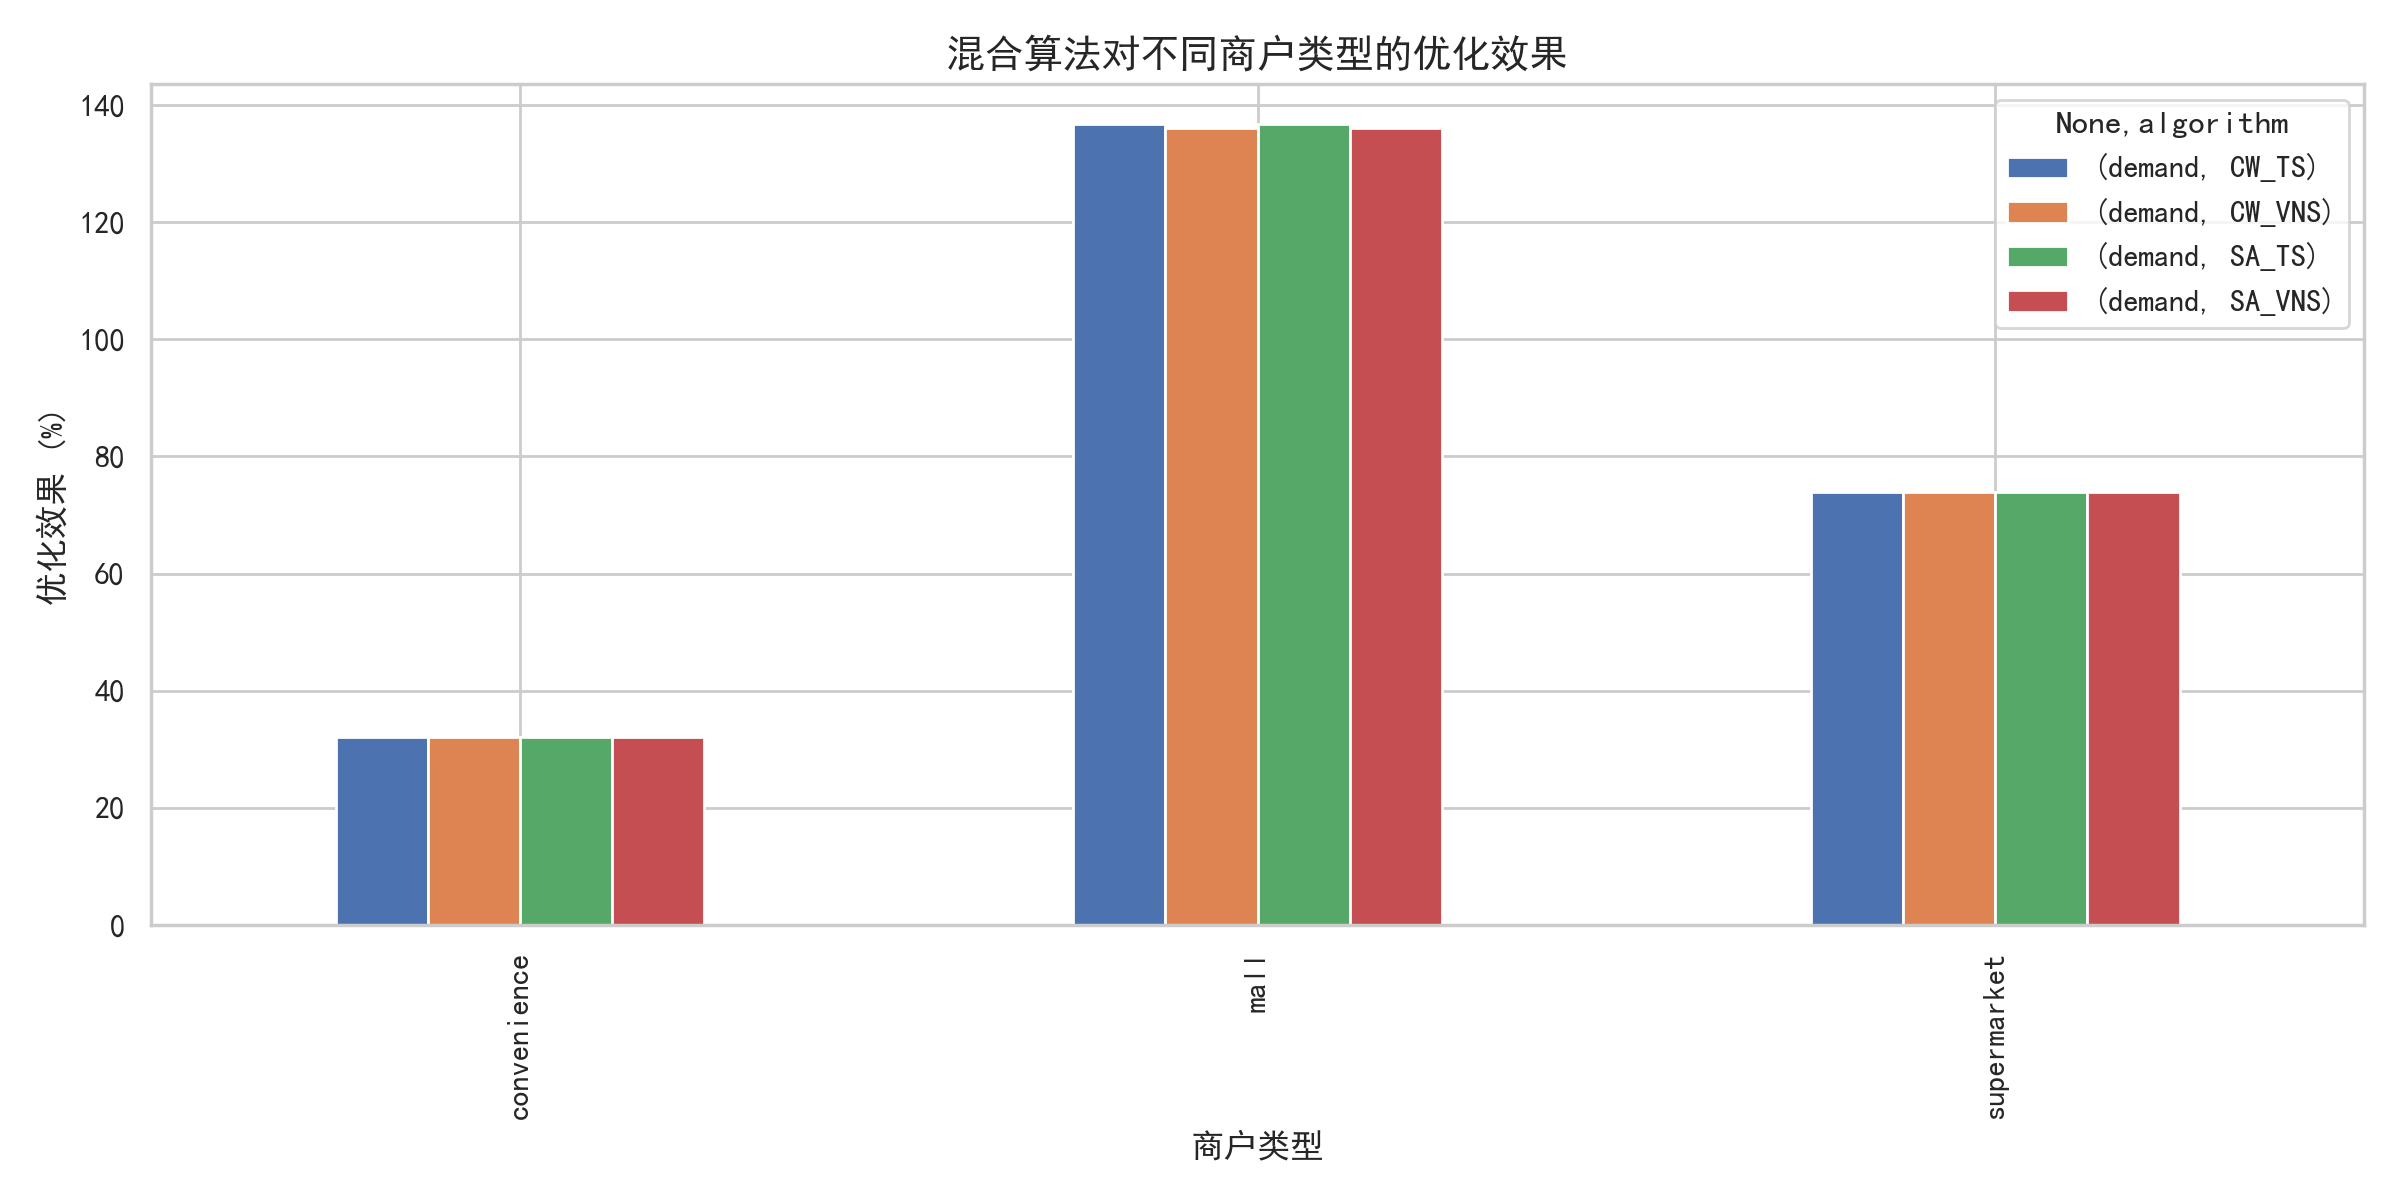 混合算法对不同商户类型的优化效果
140
120
100
80
60
40
20
0
优化效果 (%)
None,algorithm
(demand, CW_TS)
(demand, CW_VNS)
(demand, SA_TS)
(demand, SA_VNS)
convenience
mall
supermarket
商户类型